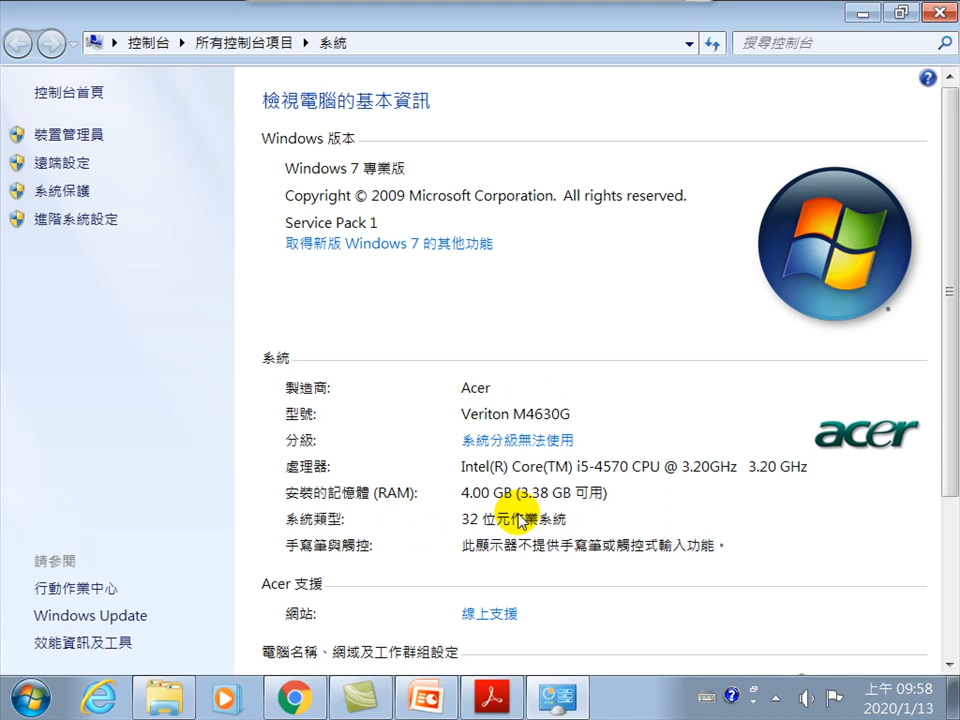 控制台 ▸ 所有控制台項目 ▸ 系統
搜尋控制台
控制台首頁
裝置管理員
遠端設定
系統保護
進階系統設定
請參閱
行動作業中心
Windows Update
效能資訊及工具
檢視電腦的基本資訊
Windows 版本
Windows 7 專業版
Copyright © 2009 Microsoft Corporation. All rights reserved.
Service Pack 1
取得新版 Windows 7 的其他功能
系統
製造商: Acer
型號: Veriton M4630G
分級: 系統分級無法使用
處理器: Intel(R) Core(TM) i5-4570 CPU @ 3.20GHz 3.20 GHz
安裝的記憶體 (RAM): 4.00 GB (3.38 GB 可用)
系統類型: 32 位元作業系統
手寫筆與觸控: 此顯示器不提供手寫筆或觸控式輸入功能。
acer
Acer 支援
網站: 線上支援
電腦名稱、網域及工作群組設定
上午 09:58
2020/1/13